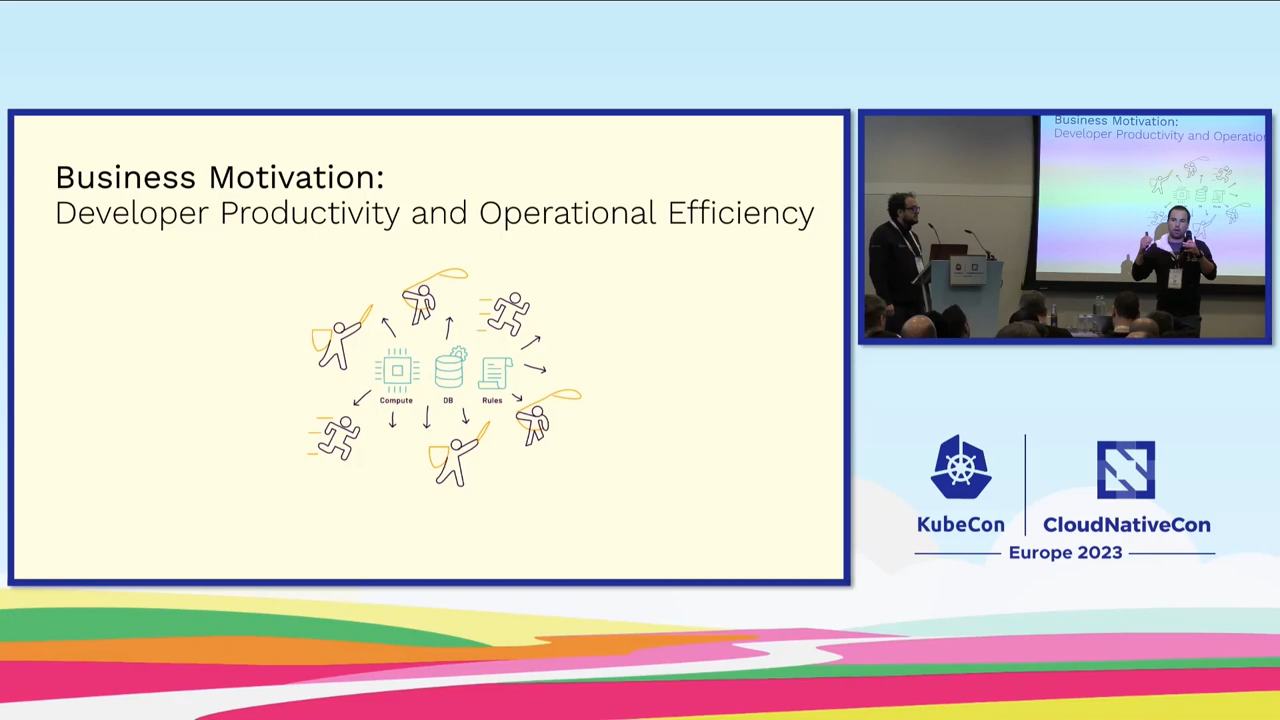 Business Motivation:
Developer Productivity and Operational Efficiency
Compute
DB
Rules
Business Motivation:
Developer Productivity and Operation
KubeCon
CloudNativeCon
Europe 2023